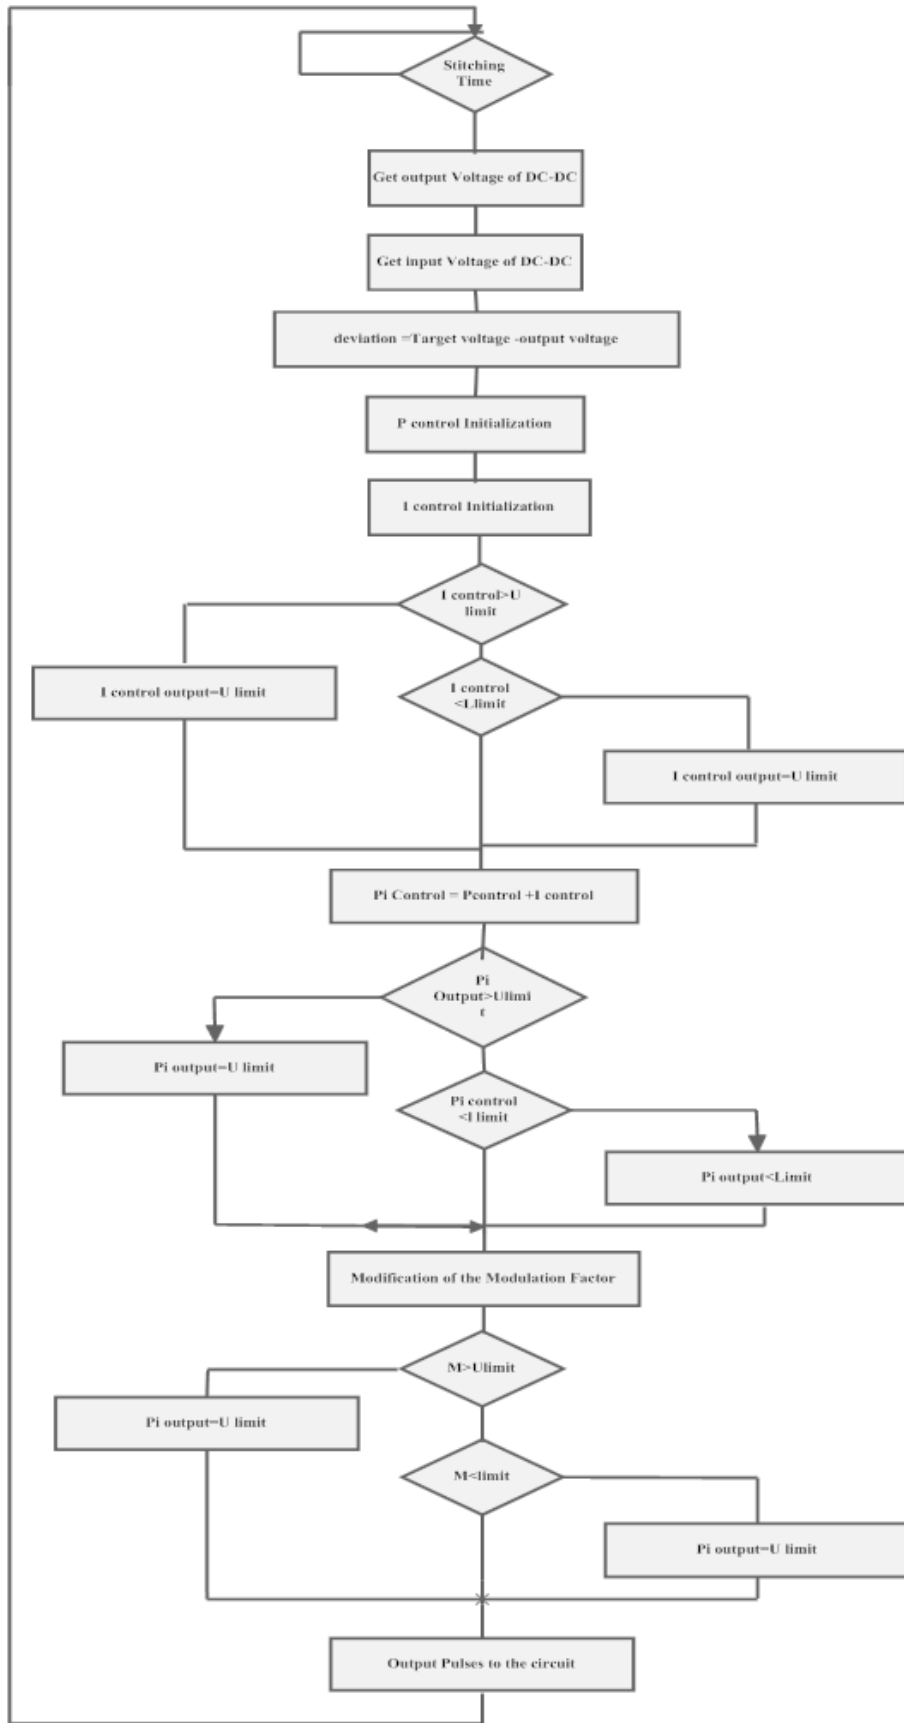 Stitching
Time
Get output Voltage of DC-DC
Get input Voltage of DC-DC
deviation =Target voltage -output voltage
P control Initialization
I control Initialization
I control>U
limit
I control output=U limit
I control
<Llimit
I control output=U limit
Pi Control = Pcontrol +I control
Pi
Output>Ulimi
t
Pi output=U limit
Pi control
<l limit
Pi output<Limit
Modification of the Modulation Factor
M>Ulimit
Pi output=U limit
M<limit
Pi output=U limit
Output Pulses to the circuit